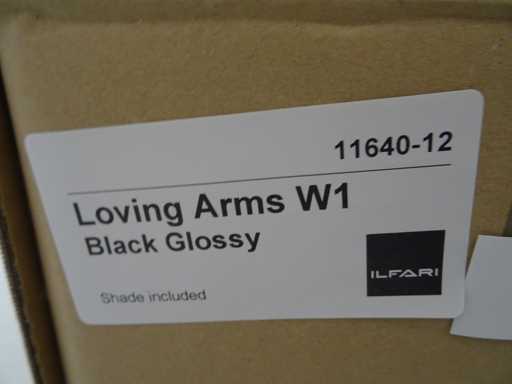 11640-12
Loving Arms W1
Black Glossy
ILFARI
Shade included